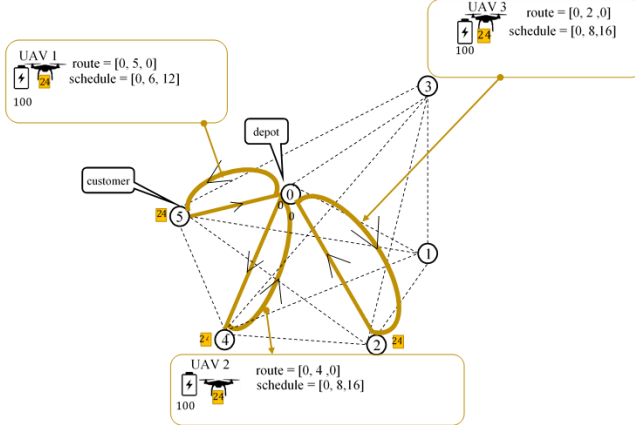 UAV 1
route = [0, 5, 0]
schedule = [0, 6, 12]
24
100
UAV 3
route = [0, 2 ,0]
schedule = [0, 8,16]
24
100
3
depot
customer
0
0
0
24
5
1
4
2
24
UAV 2
route = [0, 4 ,0]
schedule = [0, 8,16]
24
100